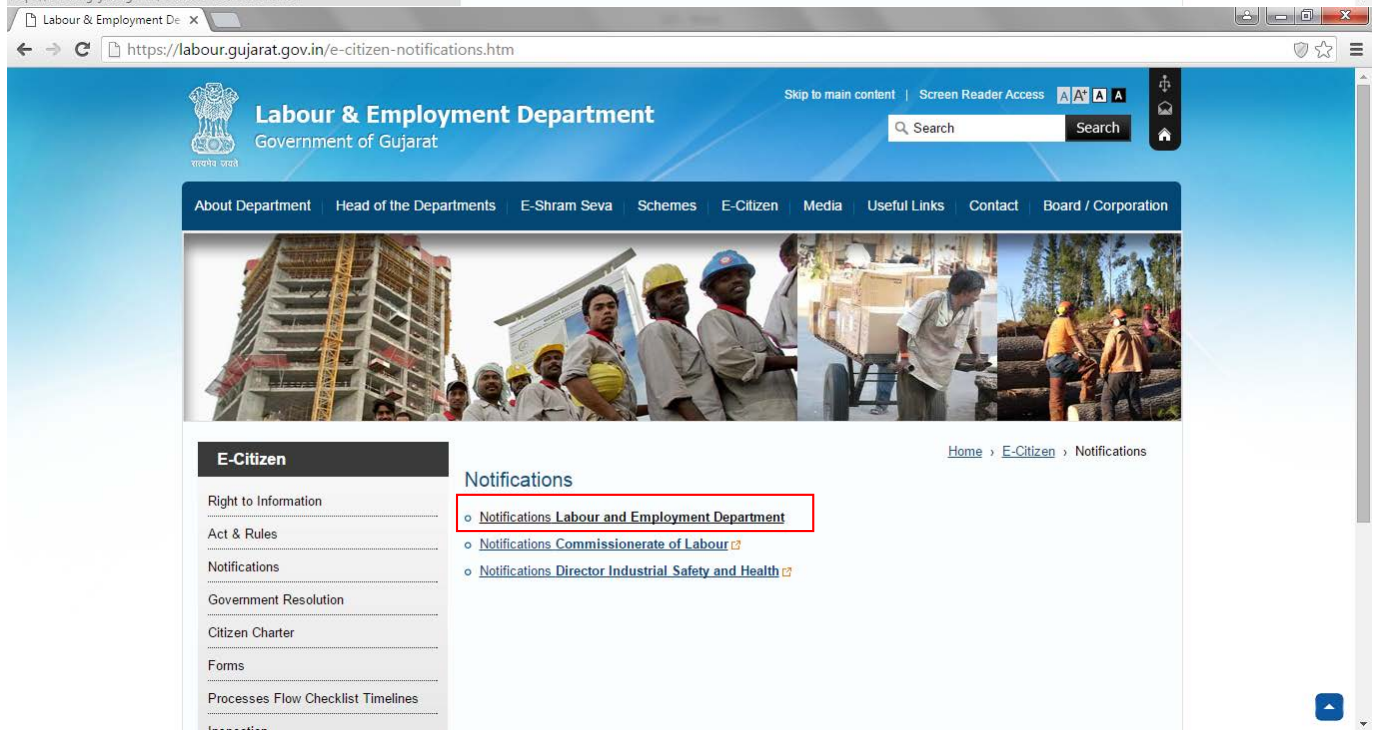 Labour & Employment De
https://labour.gujarat.gov.in/e-citizen-notifications.htm
Skip to main content | Screen Reader Access A A+ A A
Labour & Employment Department
Government of Gujarat
सत्यमेव जयते
Search Search
About Department Head of the Departments E-Shram Seva Schemes E-Citizen Media Useful Links Contact Board / Corporation
Home › E-Citizen › Notifications
E-Citizen
Right to Information
Act & Rules
Notifications
Government Resolution
Citizen Charter
Forms
Processes Flow Checklist Timelines
Notifications
Notifications Labour and Employment Department
Notifications Commissionerate of Labour
Notifications Director Industrial Safety and Health